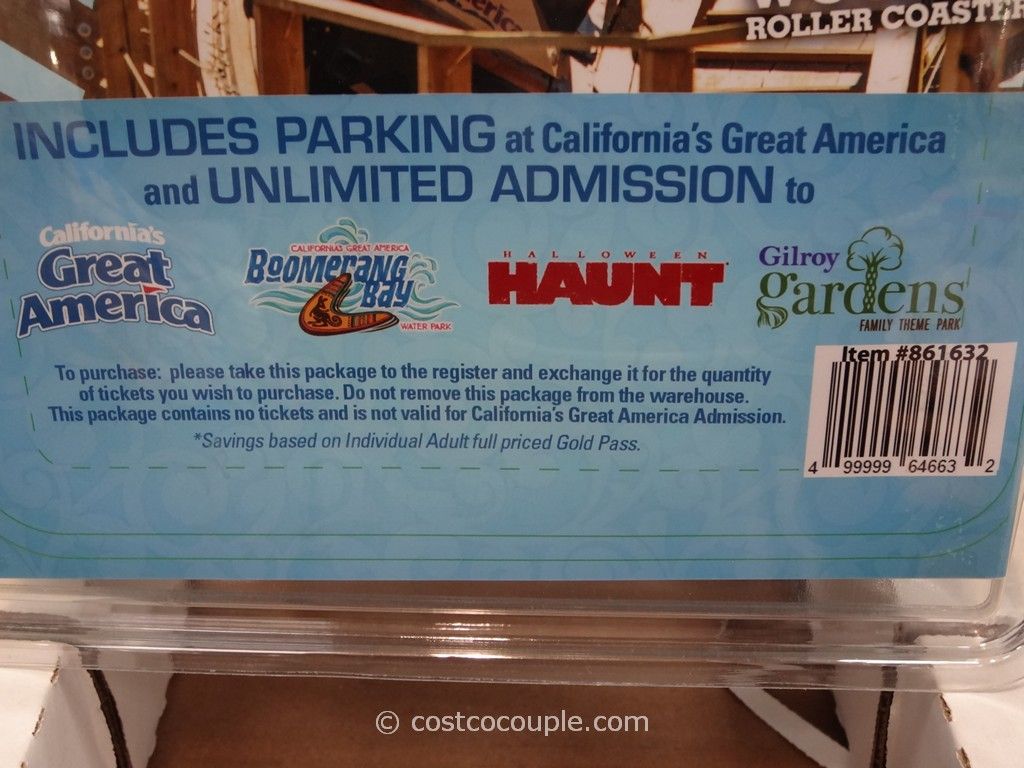 ROLLER COASTER
INCLUDES PARKING at California's Great America
and UNLIMITED ADMISSION to
California's
Great
America
CALIFORNIA'S GREAT AMERICA
BOOMERANG
BAY
WATER PARK
HALLOWEEN
HAUNT
Gilroy
gardens
FAMILY THEME PARK
To purchase: please take this package to the register and exchange it for the quantity
of tickets you wish to purchase. Do not remove this package from the warehouse.
This package contains no tickets and is not valid for California's Great America Admission.
*Savings based on Individual Adult full priced Gold Pass.
Item #861632
4 99999 64663 2
© costcocouple.com